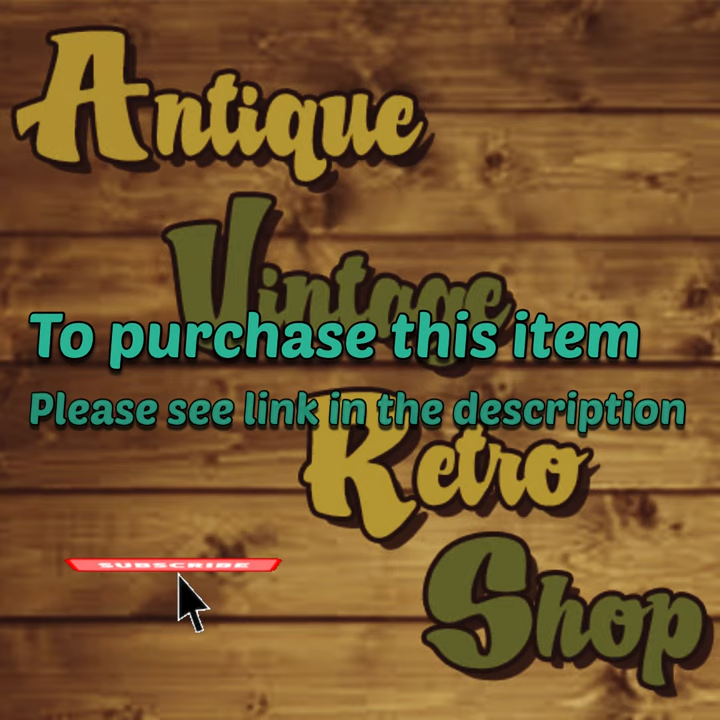 Antique
Vintage
To purchase this item
Please see link in the description
Retro
SUBSCRIBE
Shop